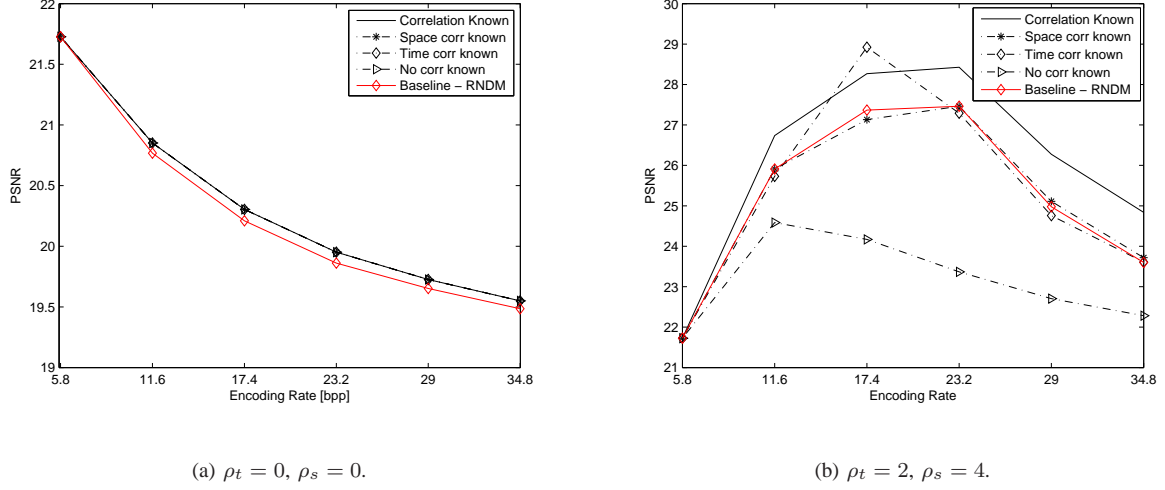 22
21.5
21
20.5
20
19.5
19
5.8
11.6
17.4
23.2
29
34.8
PSNR
Encoding Rate [bpp]
Correlation Known
Space corr known
Time corr known
No corr known
Baseline − RNDM
30
29
28
27
26
25
24
23
22
21
5.8
11.6
17.4
23.2
29
34.8
PSNR
Encoding Rate
Correlation Known
Space corr known
Time corr known
No corr known
Baseline − RNDM
(a) ρt = 0, ρs = 0.
(b) ρt = 2, ρs = 4.